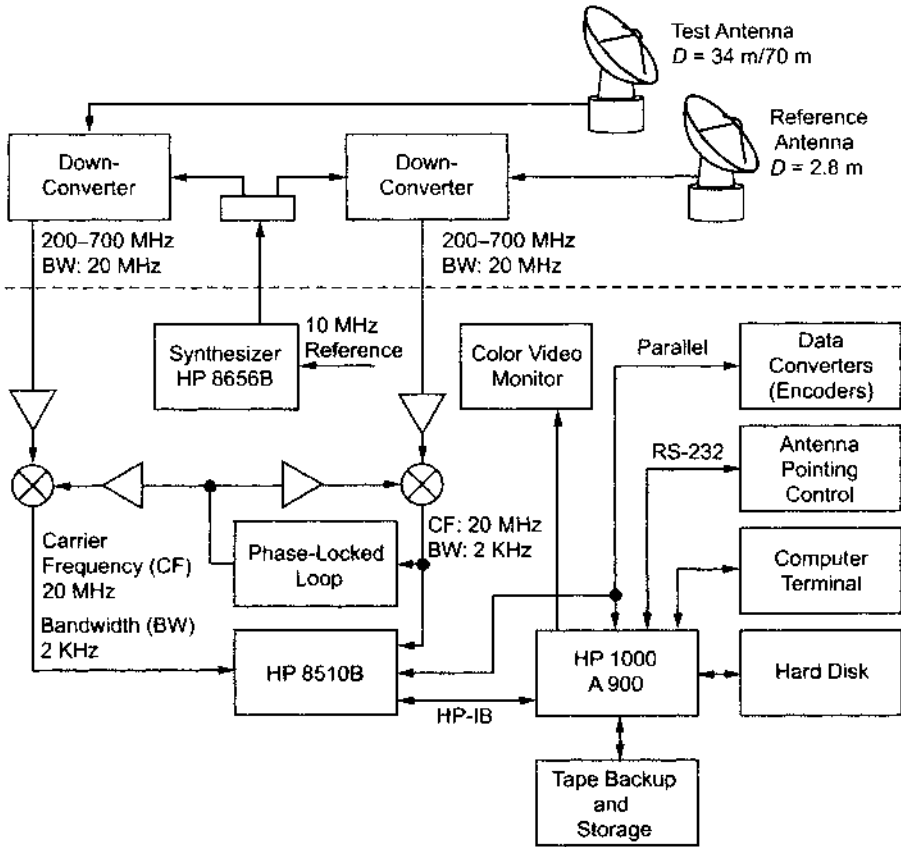 Test Antenna
D = 34 m/70 m
Reference
Antenna
D = 2.8 m
Down-
Converter
Down-
Converter
200–700 MHz
BW: 20 MHz
200–700 MHz
BW: 20 MHz
10 MHz
Reference
Synthesizer
HP 8656B
Color Video
Monitor
Parallel
Data
Converters
(Encoders)
RS-232
Antenna
Pointing
Control
CF: 20 MHz
BW: 2 KHz
Carrier
Frequency (CF)
20 MHz
Phase-Locked
Loop
Computer
Terminal
Bandwidth (BW)
2 KHz
HP 8510B
HP 1000
A 900
Hard Disk
HP-IB
Tape Backup
and
Storage